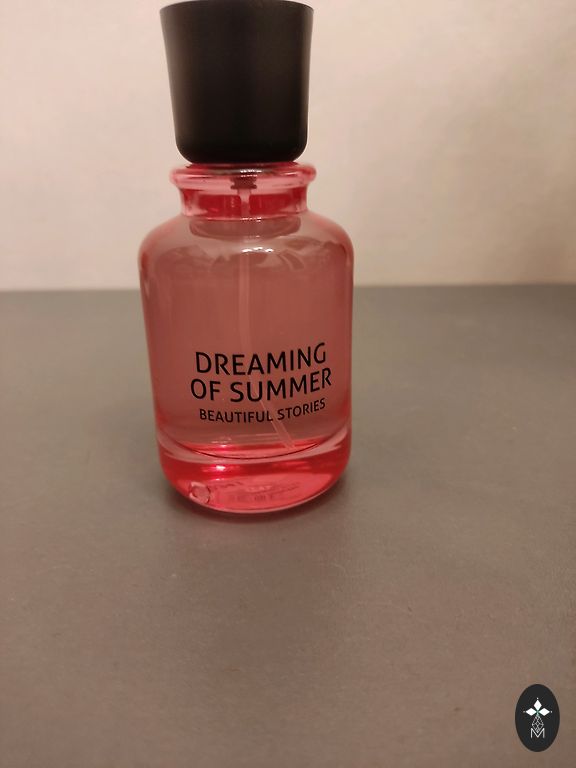 DREAMING
OF SUMMER
BEAUTIFUL STORIES
M